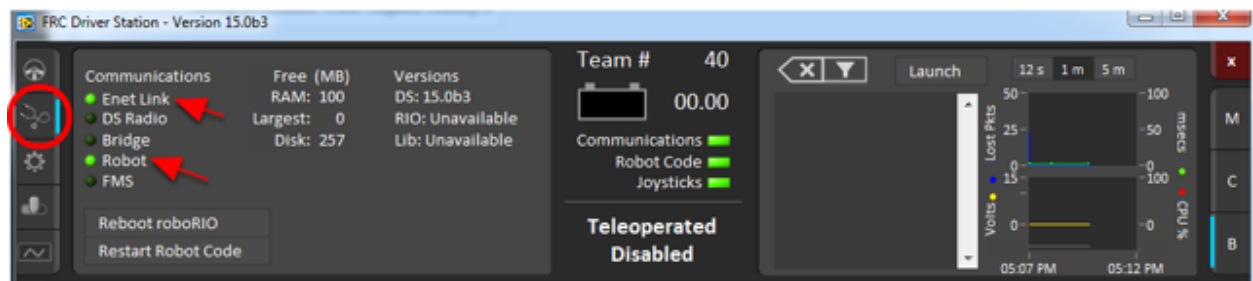 FRC Driver Station - Version 15.0b3
Communications
Enet Link
DS Radio
Bridge
Robot
FMS
Free (MB)
RAM: 100
Largest: 0
Disk: 257
Versions
DS: 15.0b3
RIO: Unavailable
Lib: Unavailable
Reboot roboRIO
Restart Robot Code
Team # 40
00.00
Communications
Robot Code
Joysticks
Teleoperated
Disabled
Launch
12 s 1 m 5 m
Lost Pkts
50
25
0
100
50
0
msecs
Volts
15
0
100
0
CPU %
05:07 PM 05:12 PM
X
M
C
B